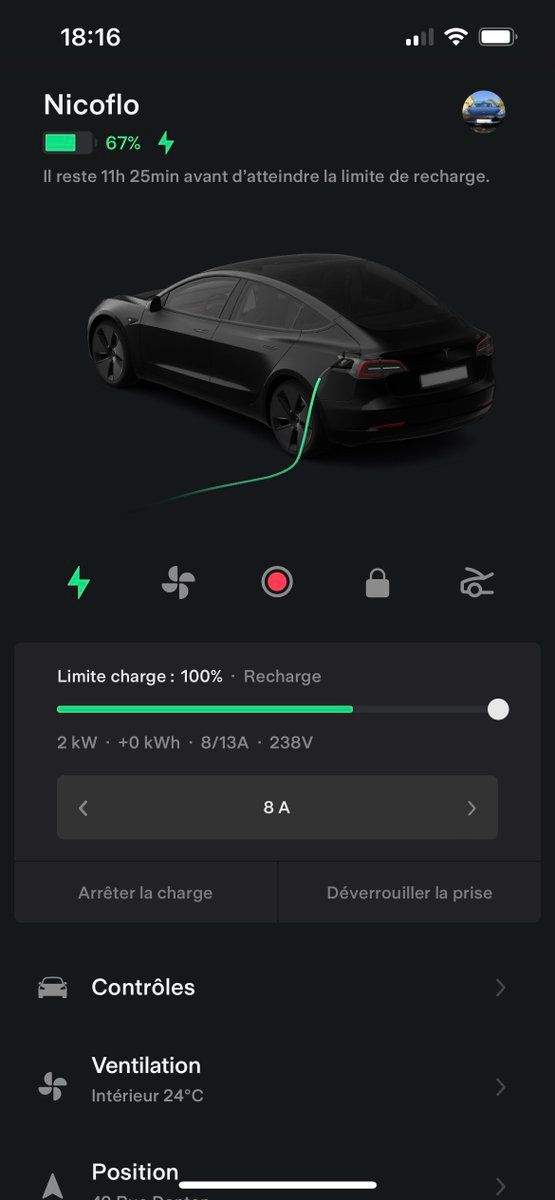 18:16
Nicoflo
67%
Il reste 11h 25min avant d'atteindre la limite de recharge.
Limite charge : 100% · Recharge
2 kW · +0 kWh · 8/13A · 238V
8 A
Arrêter la charge
Déverrouiller la prise
Contrôles
Ventilation
Intérieur 24°C
Position